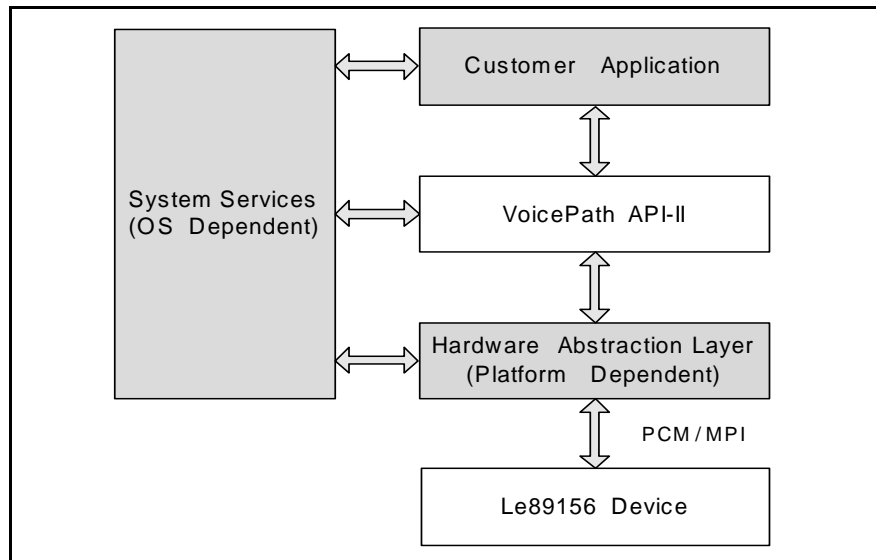 Customer Application
System Services
(OS Dependent)
VoicePath API-II
Hardware Abstraction Layer
(Platform Dependent)
PCM/MPI
Le89156 Device